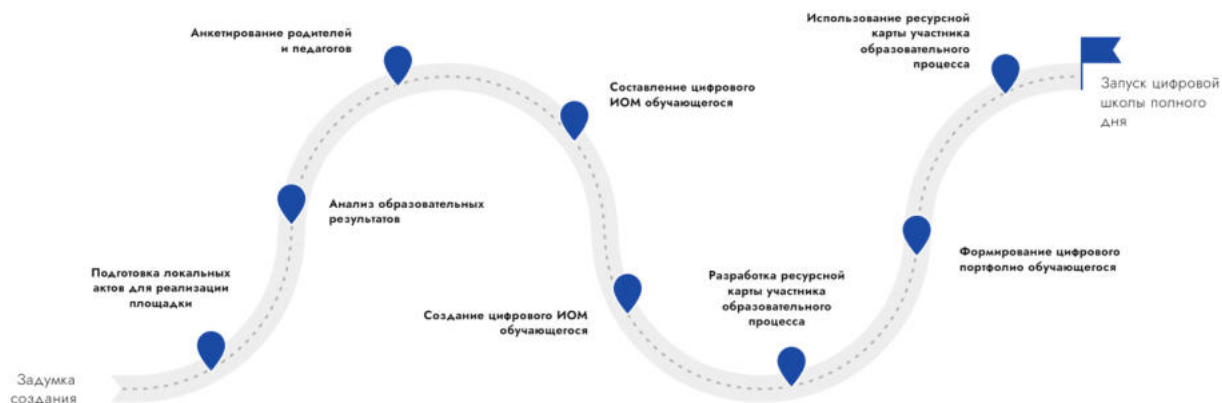 Задумка
создания
Подготовка локальных
актов для реализации
площадки
Анализ образовательных
результатов
Анкетирование родителей
и педагогов
Составление цифрового
ИОМ обучающегося
Создание цифрового ИОМ
обучающегося
Разработка ресурсной
карты участника
образовательного
процесса
Формирование цифрового
портфолио обучающегося
Использование ресурсной
карты участника
образовательного
процесса
Запуск цифровой
школы полного
дня